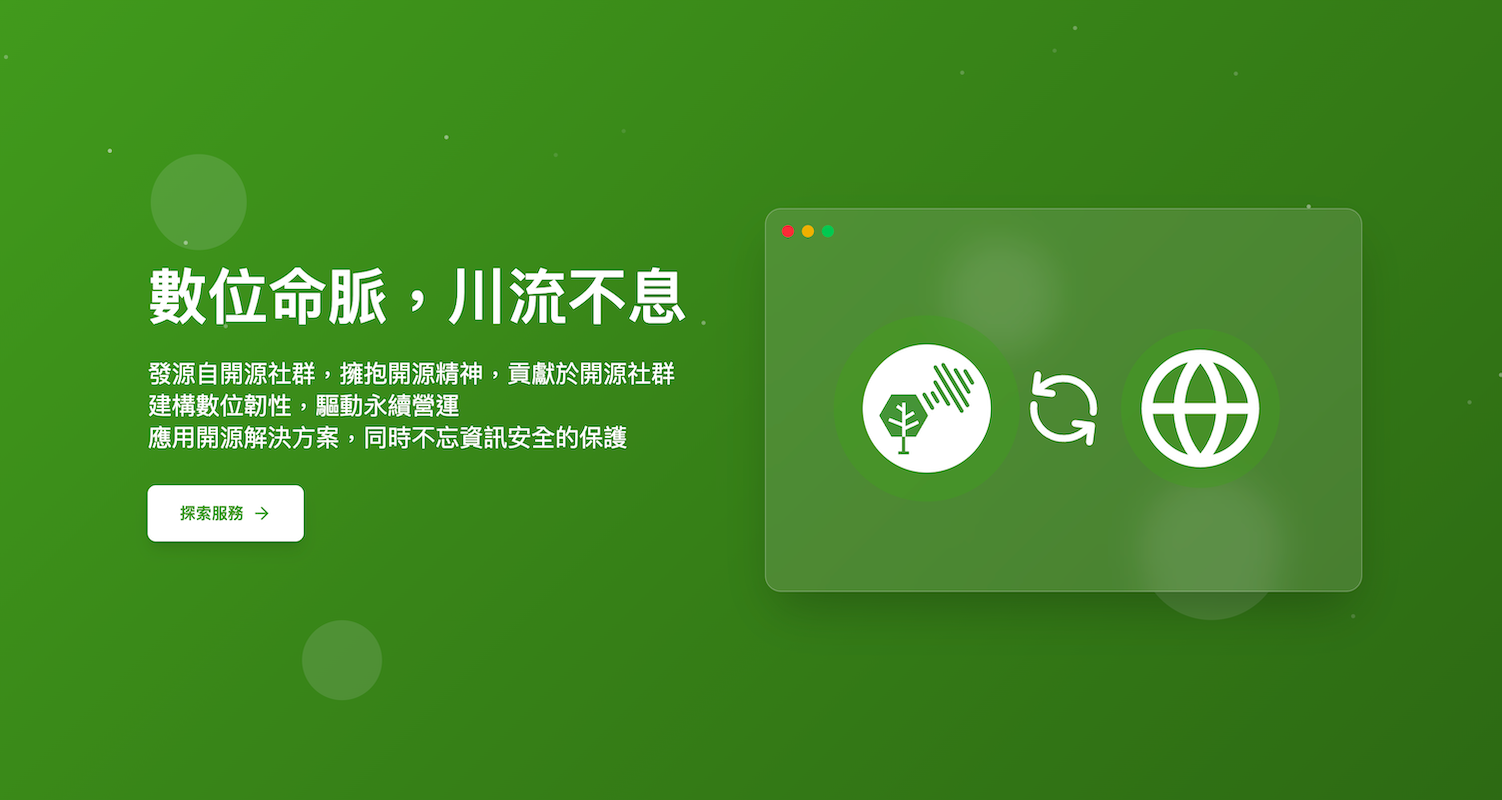 數位命脈，川流不息
發源自開源社群，擁抱開源精神，貢獻於開源社群
建構數位韌性，驅動永續營運
應用開源解決方案，同時不忘資訊安全的保護
探索服務 →